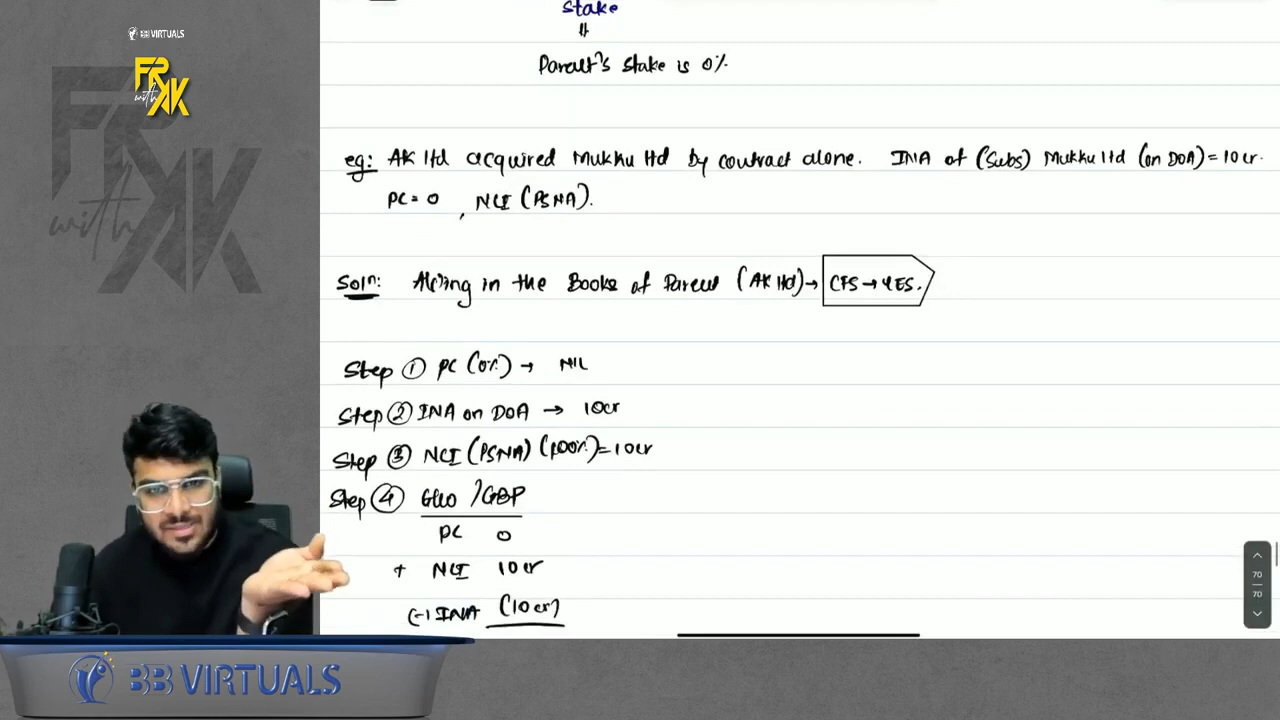 BB VIRTUALS
FR
with
AK
stake
Parent's stake is 0%
eg: AK ltd acquired Mukku ltd by contract alone. INA of (Subs) Mukku ltd (on DOA) = 10 cr.
PC = 0 , NCI (PSNA).
Soln: A/cing in the Books of Parent (AK ltd) → CFS → YES.
Step ① PC (0%) → NIL
Step ② INA on DOA → 10cr
Step ③ NCI (PSNA) (100%) = 10cr
Step ④ G/W / GBP
PC 0
+ NCI 10cr
(-) INA (10cr)
70
70
BB VIRTUALS